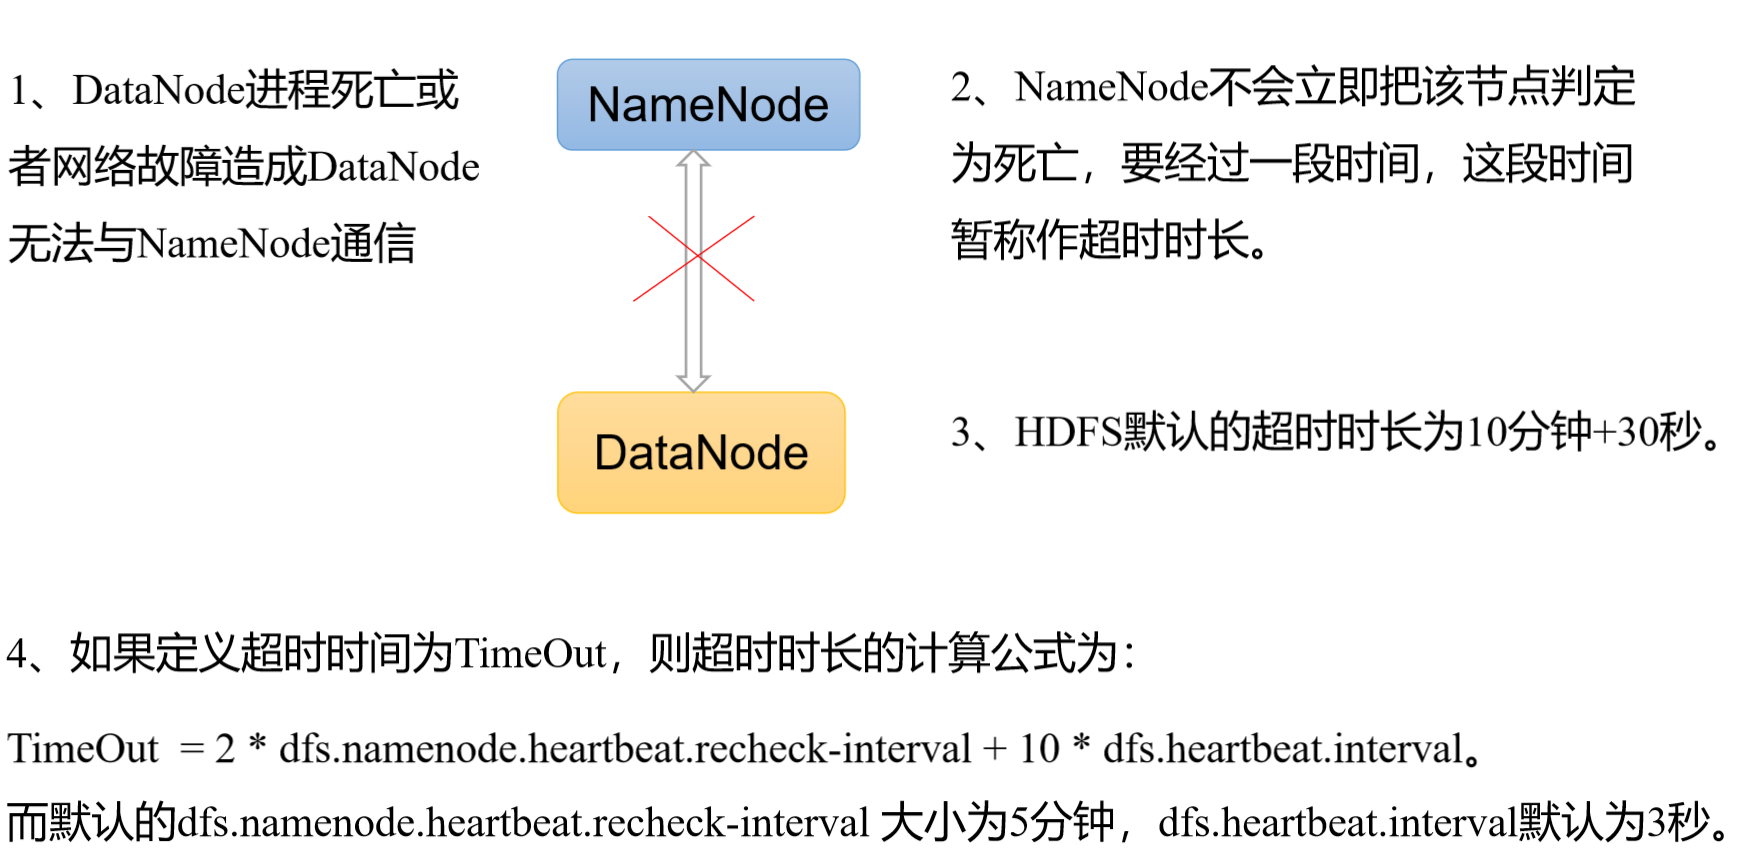 1、DataNode进程死亡或
者网络故障造成DataNode
无法与NameNode通信
NameNode
DataNode
2、NameNode不会立即把该节点判定
为死亡，要经过一段时间，这段时间
暂称作超时时长。
3、HDFS默认的超时时长为10分钟+30秒。
4、如果定义超时时间为TimeOut，则超时时长的计算公式为：
TimeOut = 2 * dfs.namenode.heartbeat.recheck-interval + 10 * dfs.heartbeat.interval。
而默认的dfs.namenode.heartbeat.recheck-interval 大小为5分钟，dfs.heartbeat.interval默认为3秒。